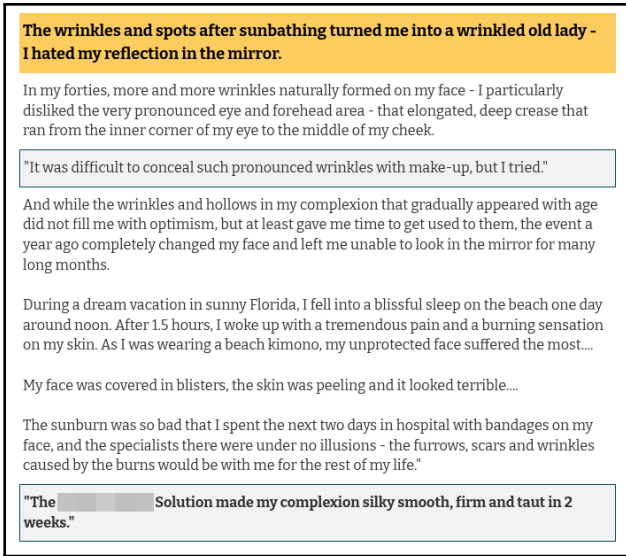 The wrinkles and spots after sunbathing turned me into a wrinkled old lady -
I hated my reflection in the mirror.
In my forties, more and more wrinkles naturally formed on my face - I particularly
disliked the very pronounced eye and forehead area - that elongated, deep crease that
ran from the inner corner of my eye to the middle of my cheek.
"It was difficult to conceal such pronounced wrinkles with make-up, but I tried."
And while the wrinkles and hollows in my complexion that gradually appeared with age
did not fill me with optimism, but at least gave me time to get used to them, the event a
year ago completely changed my face and left me unable to look in the mirror for many
long months.
During a dream vacation in sunny Florida, I fell into a blissful sleep on the beach one day
around noon. After 1.5 hours, I woke up with a tremendous pain and a burning sensation
on my skin. As I was wearing a beach kimono, my unprotected face suffered the most....
My face was covered in blisters, the skin was peeling and it looked terrible....
The sunburn was so bad that I spent the next two days in hospital with bandages on my
face, and the specialists there were under no illusions - the furrows, scars and wrinkles
caused by the burns would be with me for the rest of my life."
"The Solution made my complexion silky smooth, firm and taut in 2
weeks."